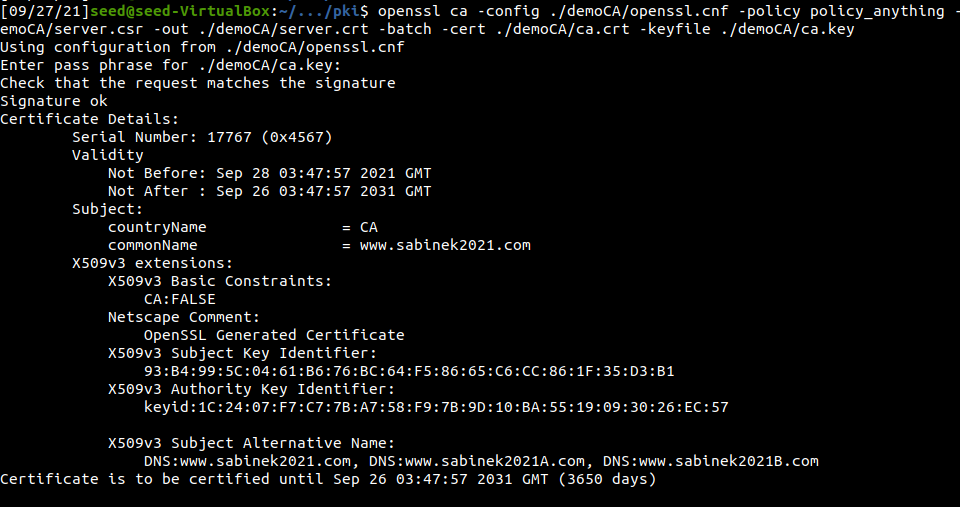 [09/27/21]seed@seed-VirtualBox:~/.../pki$ openssl ca -config ./demoCA/openssl.cnf -policy policy_anything -
emoCA/server.csr -out ./demoCA/server.crt -batch -cert ./demoCA/ca.crt -keyfile ./demoCA/ca.key
Using configuration from ./demoCA/openssl.cnf
Enter pass phrase for ./demoCA/ca.key:
Check that the request matches the signature
Signature ok
Certificate Details:
        Serial Number: 17767 (0x4567)
        Validity
            Not Before: Sep 28 03:47:57 2021 GMT
            Not After : Sep 26 03:47:57 2031 GMT
        Subject:
            countryName               = CA
            commonName                = www.sabinek2021.com
        X509v3 extensions:
            X509v3 Basic Constraints:
                CA:FALSE
            Netscape Comment:
                OpenSSL Generated Certificate
            X509v3 Subject Key Identifier:
                93:B4:99:5C:04:61:B6:76:BC:64:F5:86:65:C6:CC:86:1F:35:D3:B1
            X509v3 Authority Key Identifier:
                keyid:1C:24:07:F7:C7:7B:A7:58:F9:7B:9D:10:BA:55:19:09:30:26:EC:57
            X509v3 Subject Alternative Name:
                DNS:www.sabinek2021.com, DNS:www.sabinek2021A.com, DNS:www.sabinek2021B.com
Certificate is to be certified until Sep 26 03:47:57 2031 GMT (3650 days)